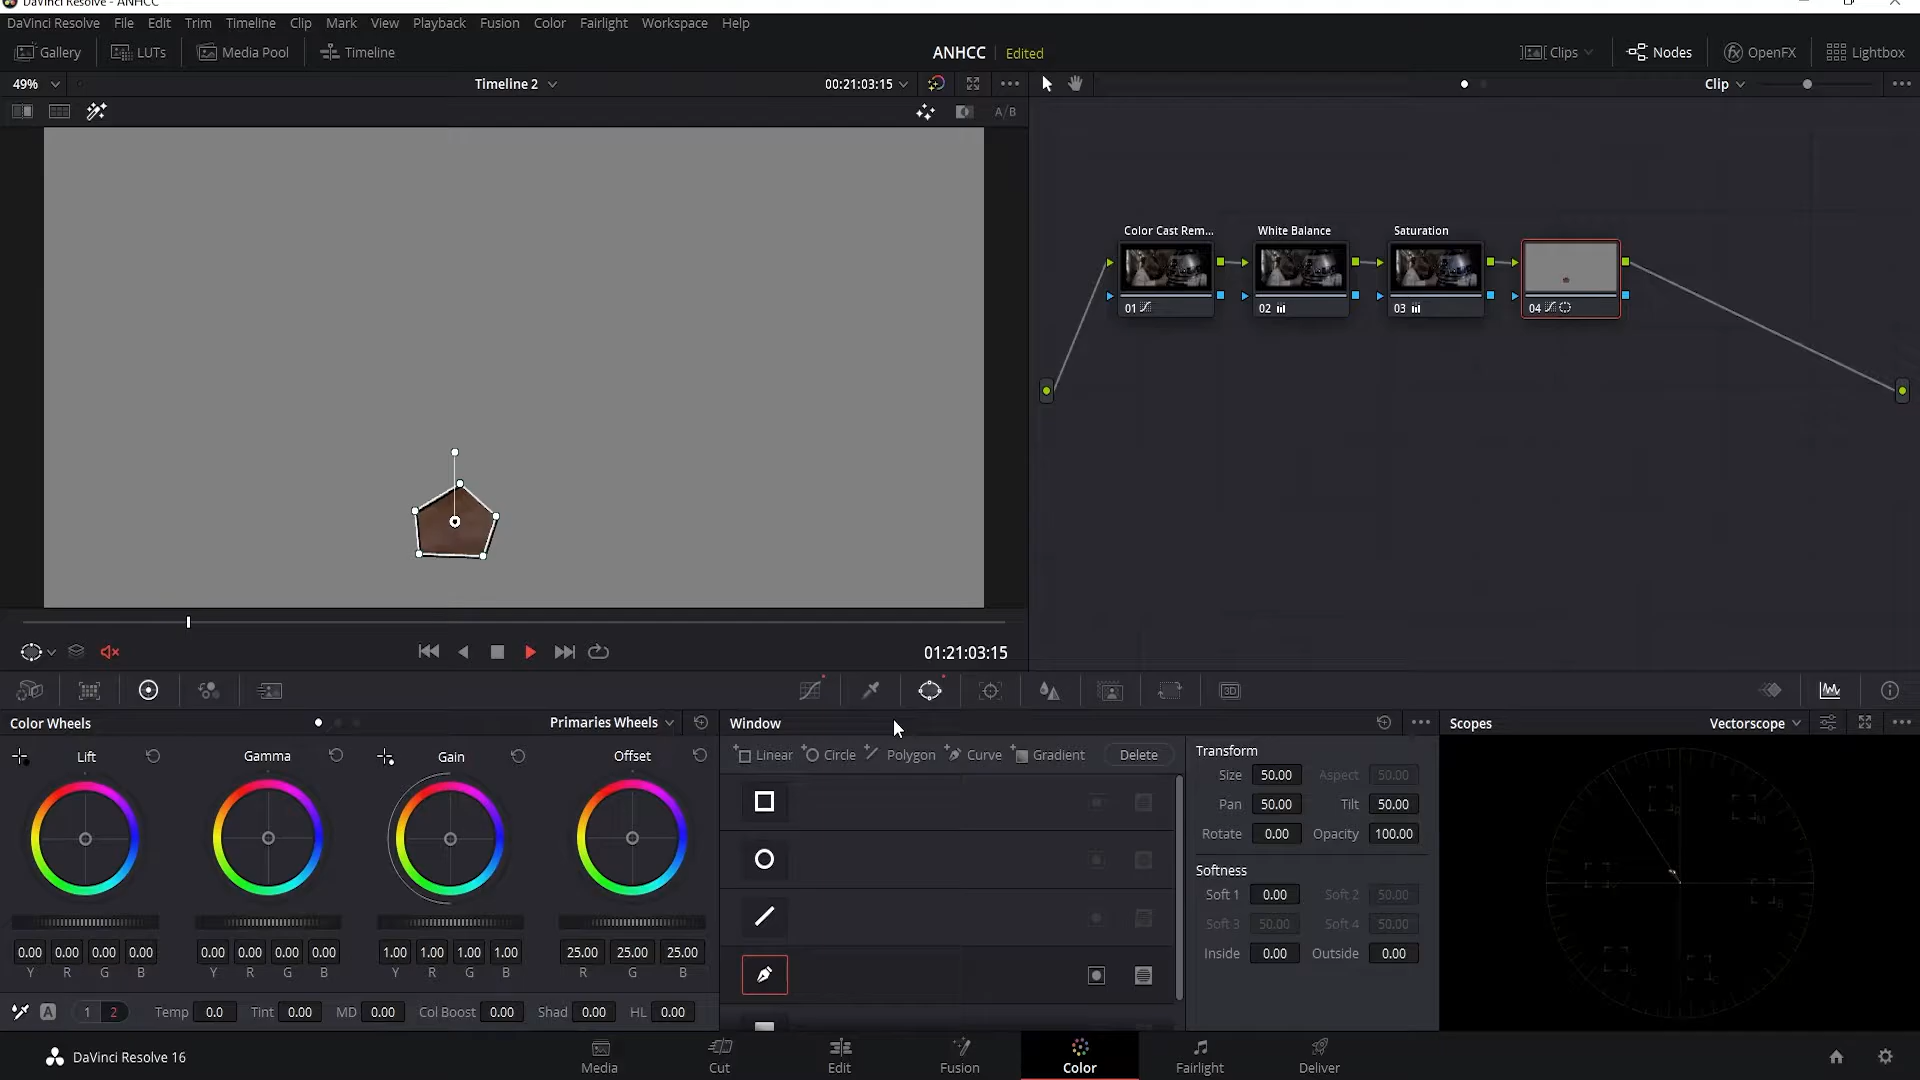 DaVinci Resolve - ANHCC
DaVinci Resolve File Edit Trim Timeline Clip Mark View Playback Fusion Color Fairlight Workspace Help
Gallery LUTs Media Pool Timeline ANHCC Edited Clips Nodes OpenFX Lightbox
49% Timeline 2 00:21:03:15 Clip
A/B
Color Cast Rem... White Balance Saturation
01 02 03 04
01:21:03:15
3D
Color Wheels Primaries Wheels Window Scopes Vectorscope
Lift Gamma Gain Offset
Linear Circle Polygon Curve Gradient Delete
Transform
Size 50.00 Aspect 50.00
Pan 50.00 Tilt 50.00
Rotate 0.00 Opacity 100.00
Softness
Soft 1 0.00 Soft 2 50.00
Soft 3 50.00 Soft 4 50.00
Inside 0.00 Outside 0.00
0.00 0.00 0.00 0.00 0.00 0.00 0.00 0.00 1.00 1.00 1.00 1.00 25.00 25.00 25.00
Y R G B Y R G B Y R G B R G B
A 1 2 Temp 0.0 Tint 0.00 MD 0.00 Col Boost 0.00 Shad 0.00 HL 0.00
DaVinci Resolve 16
Media Cut Edit Fusion Color Fairlight Deliver